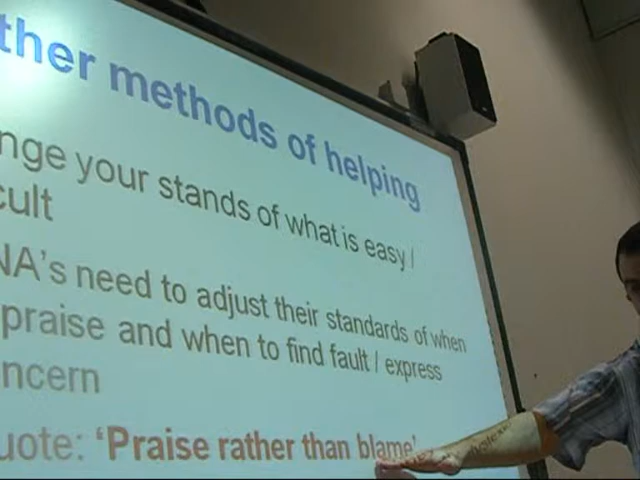 ther methods of helping
nge your stands of what is easy /
cult
NA's need to adjust their standards of when
praise and when to find fault / express
ncern
uote: 'Praise rather than blame'